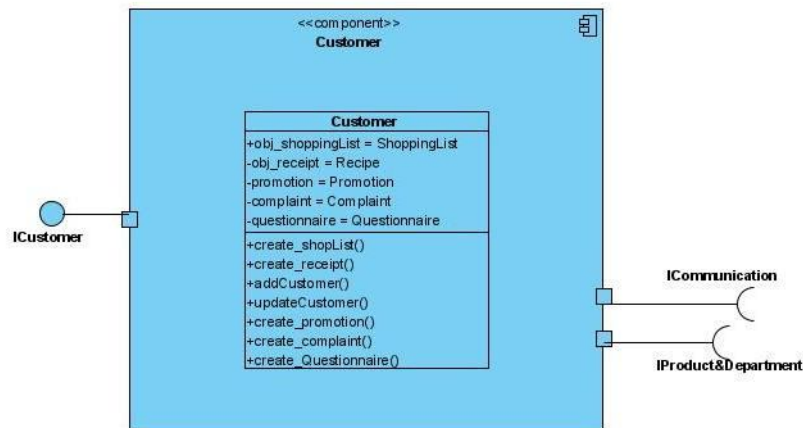 <<component>>
Customer
Customer
+obj_shoppingList = ShoppingList
-obj_receipt = Recipe
-promotion = Promotion
-complaint = Complaint
-questionnaire = Questionnaire
+create_shopList()
+create_receipt()
+addCustomer()
+updateCustomer()
+create_promotion()
+create_complaint()
+create_Questionnaire()
ICustomer
ICommunication
IProduct&Department